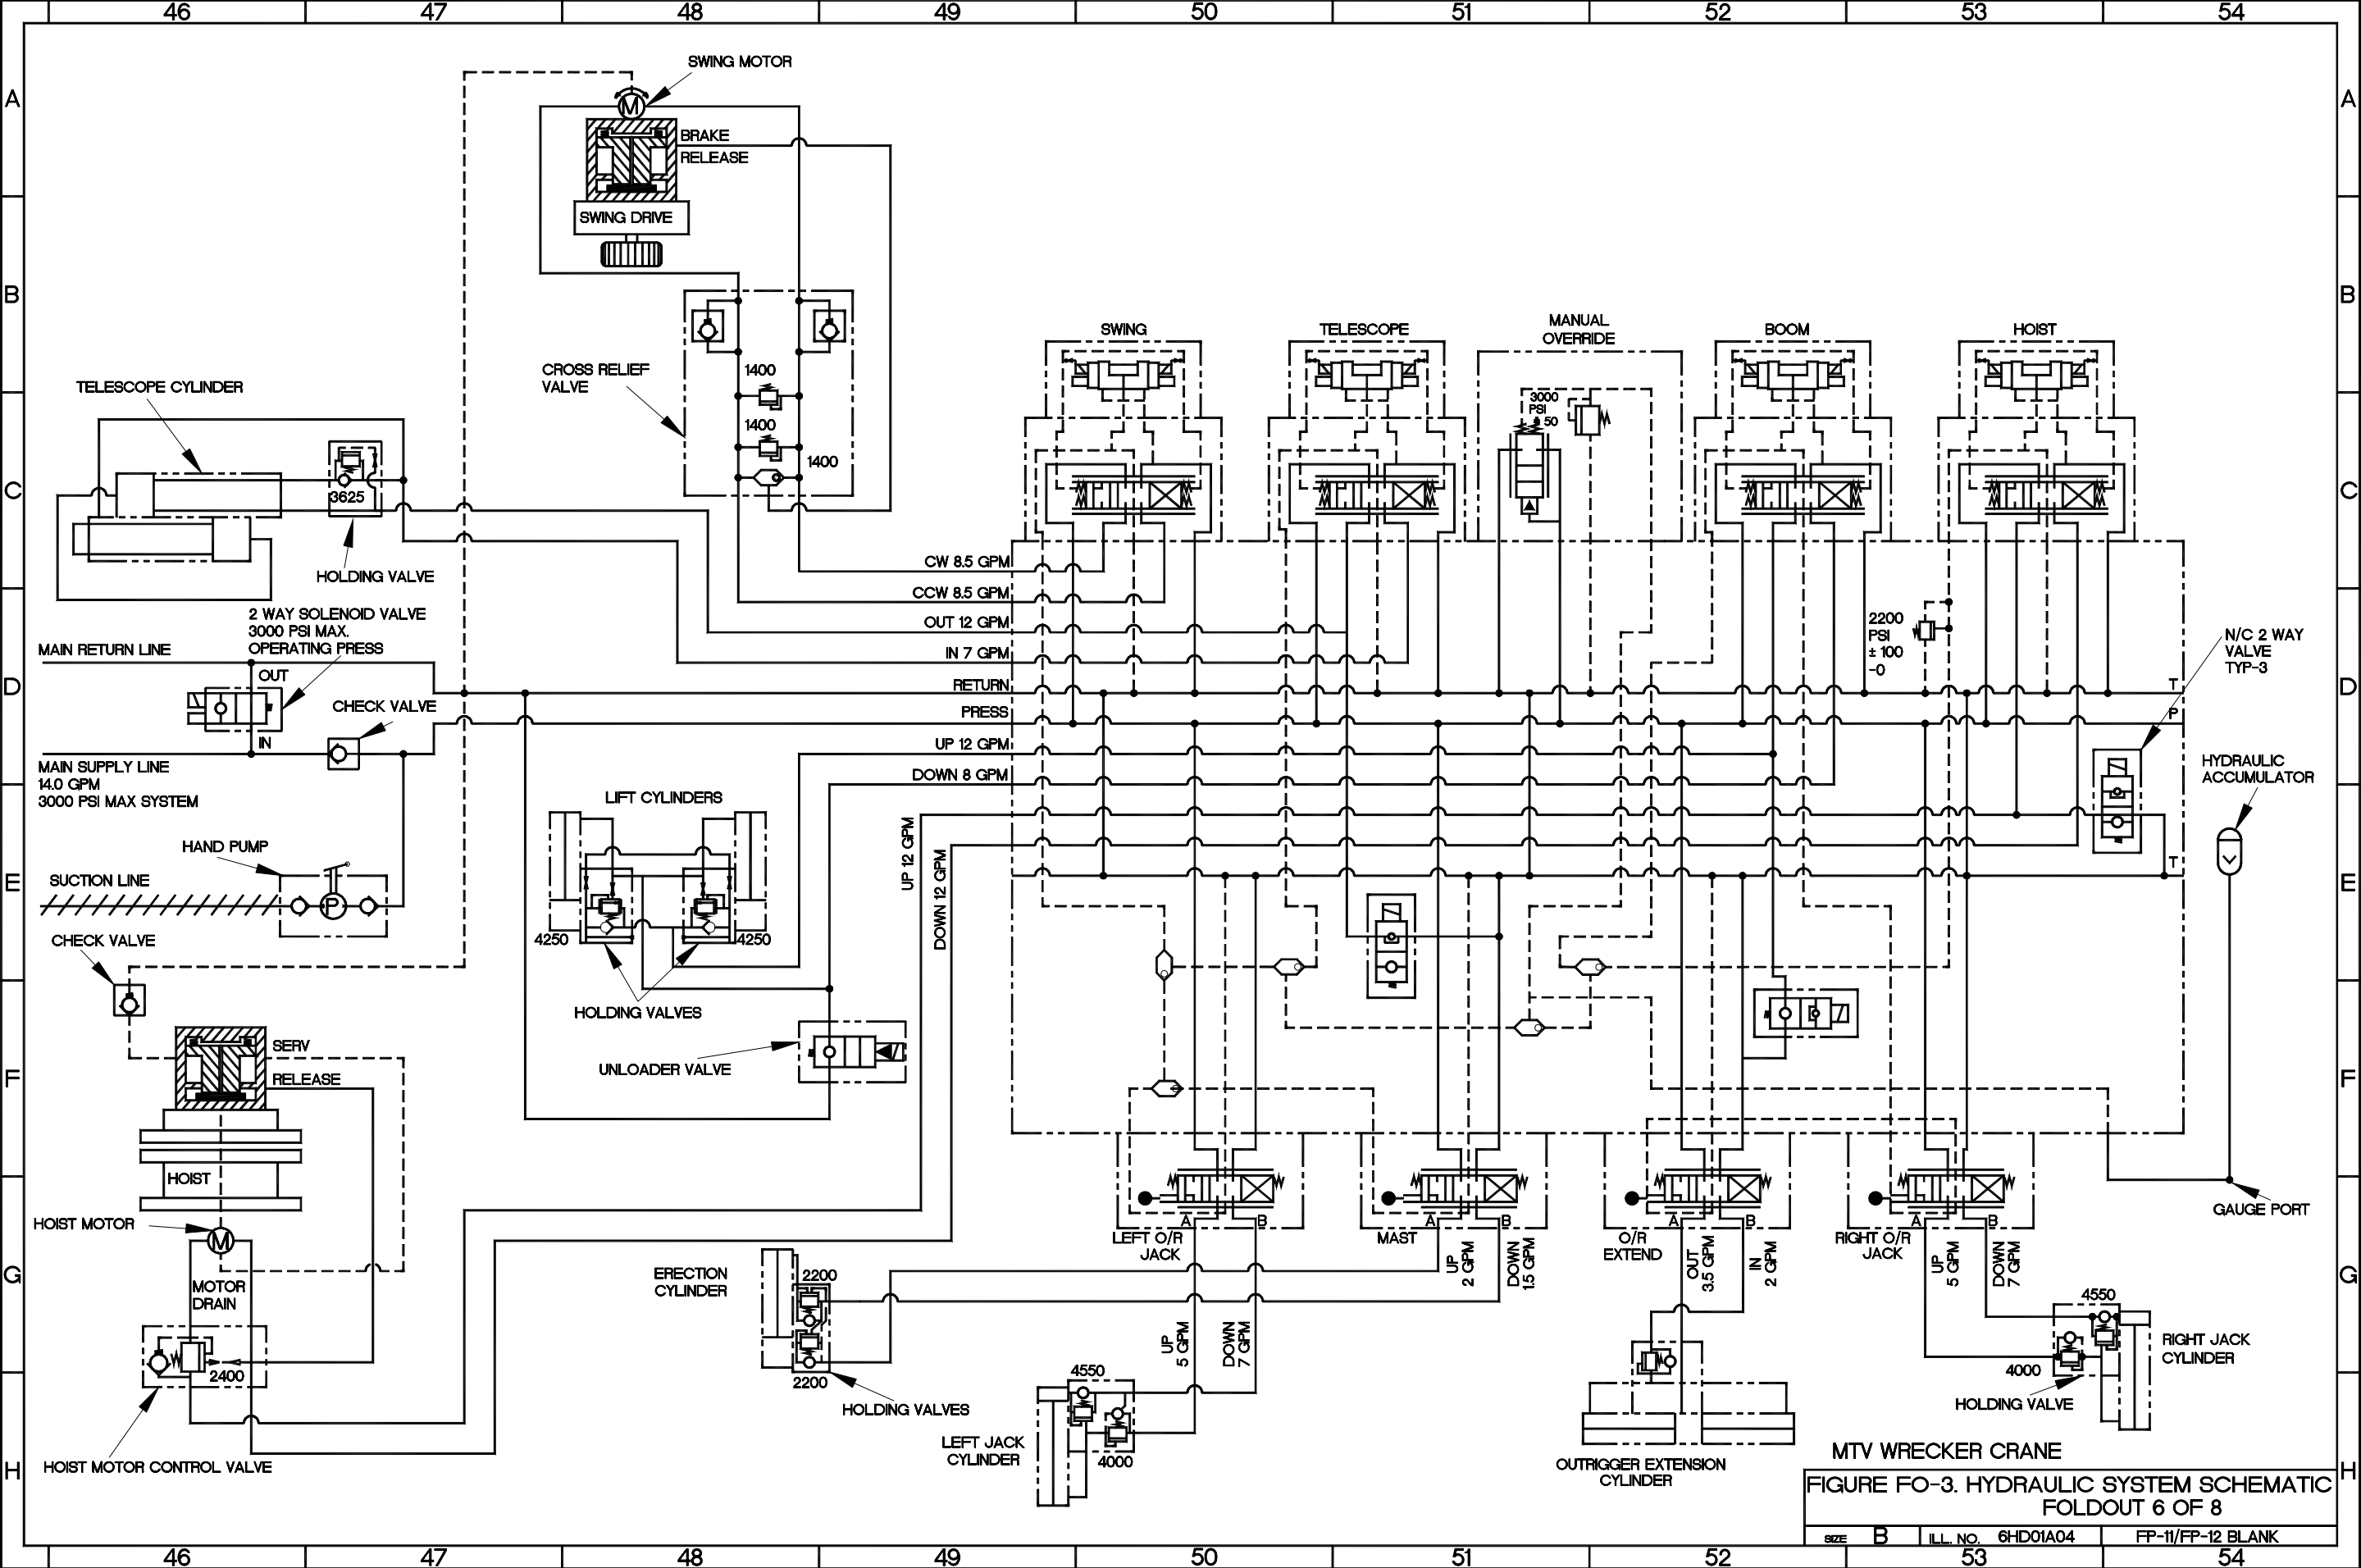 46 47 48 49 50 51 52 53 54
A
B
C
D
E
F
G
H
A
B
C
D
E
F
G
H
SWING MOTOR
M
BRAKE
RELEASE
SWING DRIVE
CROSS RELIEF
VALVE
1400
1400
1400
TELESCOPE CYLINDER
3625
HOLDING VALVE
2 WAY SOLENOID VALVE
3000 PSI MAX.
OPERATING PRESS
MAIN RETURN LINE
OUT
CHECK VALVE
IN
MAIN SUPPLY LINE
14.0 GPM
3000 PSI MAX SYSTEM
HAND PUMP
SUCTION LINE
P
CHECK VALVE
SERV
RELEASE
HOIST
HOIST MOTOR
M
MOTOR
DRAIN
2400
HOIST MOTOR CONTROL VALVE
LIFT CYLINDERS
4250
4250
HOLDING VALVES
UNLOADER VALVE
UP 12 GPM
DOWN 12 GPM
SWING
TELESCOPE
MANUAL
OVERRIDE
BOOM
HOIST
3000
PSI
± 50
CW 8.5 GPM
CCW 8.5 GPM
OUT 12 GPM
IN 7 GPM
RETURN
PRESS
UP 12 GPM
DOWN 8 GPM
2200
PSI
± 100
-0
T
P
T
N/C 2 WAY
VALVE
TYP-3
HYDRAULIC
ACCUMULATOR
GAUGE PORT
A B
LEFT O/R
JACK
A B
MAST
A B
O/R
EXTEND
A B
RIGHT O/R
JACK
UP
2 GPM
DOWN
1.5 GPM
OUT
3.5 GPM
IN
2 GPM
UP
5 GPM
DOWN
7 GPM
UP
5 GPM
DOWN
7 GPM
ERECTION
CYLINDER
2200
2200
HOLDING VALVES
4550
4000
LEFT JACK
CYLINDER
OUTRIGGER EXTENSION
CYLINDER
4550
4000
RIGHT JACK
CYLINDER
HOLDING VALVE
MTV WRECKER CRANE
FIGURE FO-3. HYDRAULIC SYSTEM SCHEMATIC
FOLDOUT 6 OF 8
SIZE B ILL. NO. 6HD01A04 FP-11/FP-12 BLANK
46 47 48 49 50 51 52 53 54